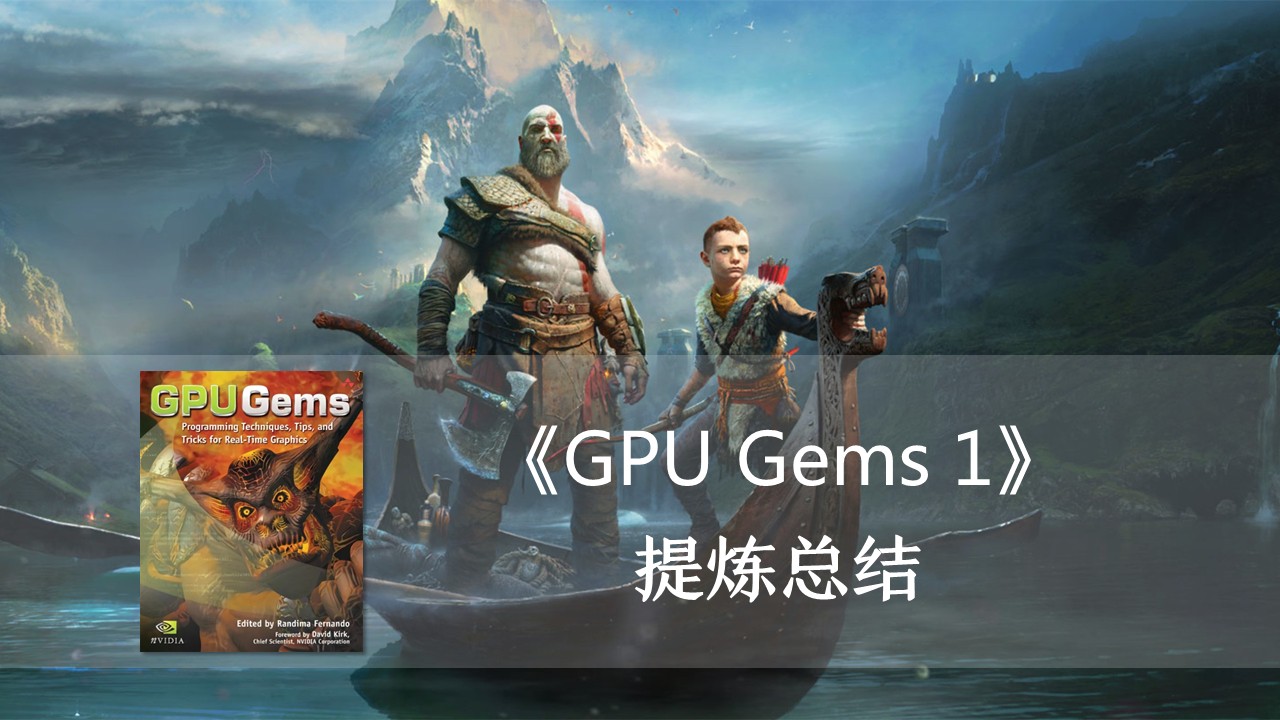 GPU Gems
Programming Techniques, Tips, and
Tricks for Real-Time Graphics
Edited by Randima Fernando
Foreword by David Kirk,
Chief Scientist, NVIDIA Corporation
NVIDIA
《GPU Gems 1》
提炼总结